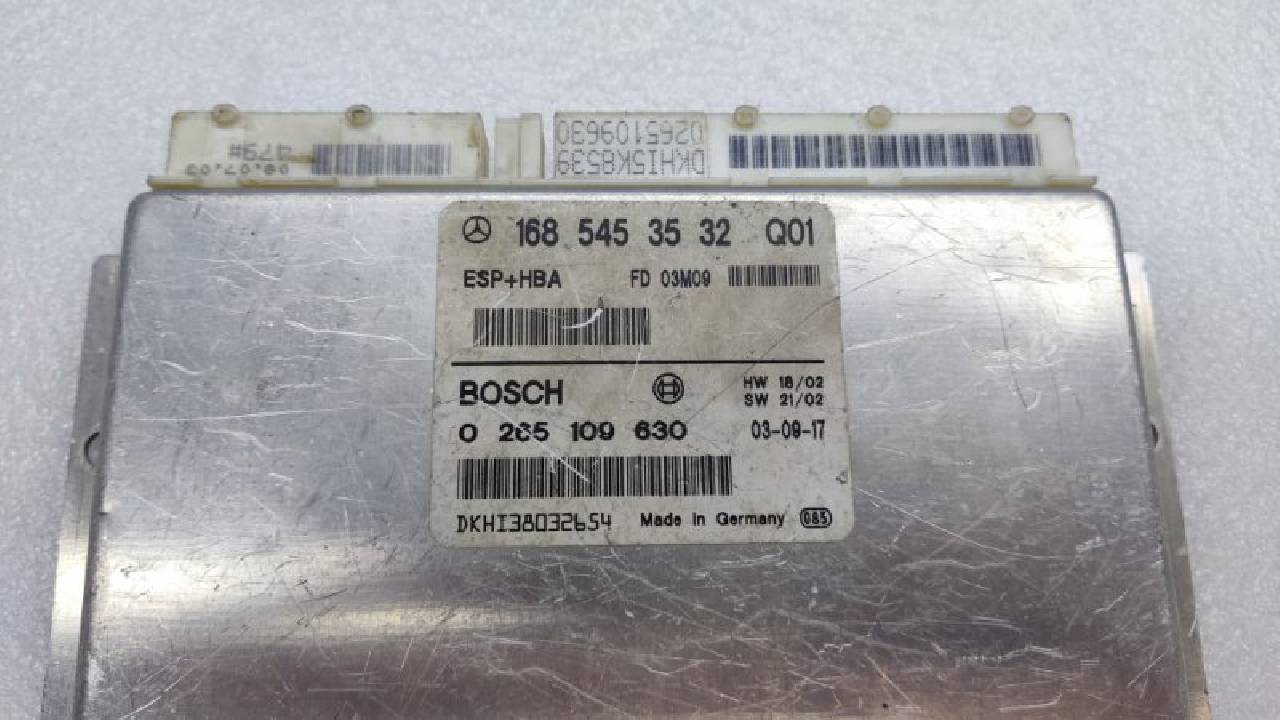 479#
08.07.03
0265109630
DKHI5K8539
168 545 35 32 Q01
ESP+HBA FD 03M09
BOSCH HW 18/02
SW 21/02
0 265 109 630 03-09-17
DKHI38032654 Made in Germany 085